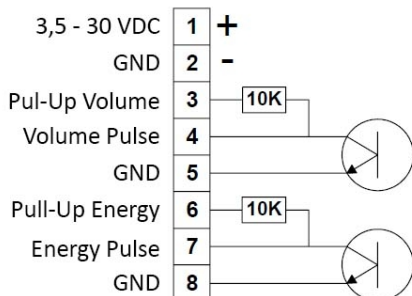 3,5 - 30 VDC 1 +
GND 2 -
Pul-Up Volume 3 10K
Volume Pulse 4
GND 5
Pull-Up Energy 6 10K
Energy Pulse 7
GND 8